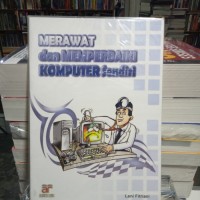 MERAWAT
dan MEMPERBAIKI
KOMPUTER Sendiri